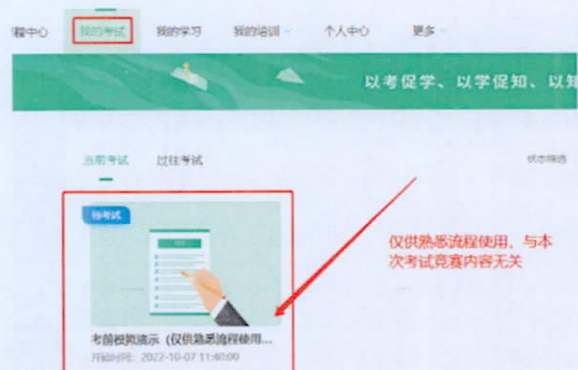 程中心 我的考试 我的学习 我的培训 个人中心 更多
以考促学、以学促知、以知
当前考试 过往考试 状态筛选
待考试
仅供熟悉流程使用，与本
次考试竞赛内容无关
考前模拟演示（仅供熟悉流程使用...
开始时间：2022-10-07 11:40:00